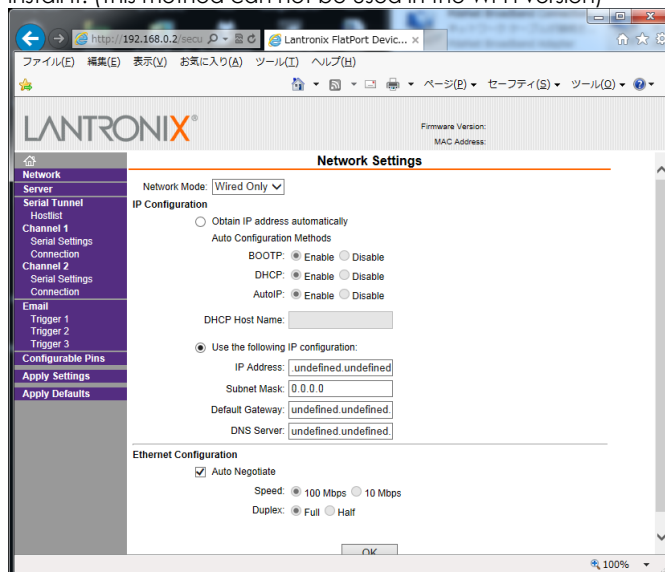 http://192.168.0.2/secu
Lantronix FlatPort Devic...
ファイル(F) 編集(E) 表示(V) お気に入り(A) ツール(T) ヘルプ(H)
ページ(P) セーフティ(S) ツール(O)
LANTRONIX®
Firmware Version:
MAC Address:
Network Settings
Network
Server
Serial Tunnel
Hostlist
Channel 1
Serial Settings
Connection
Channel 2
Serial Settings
Connection
Email
Trigger 1
Trigger 2
Trigger 3
Configurable Pins
Apply Settings
Apply Defaults
Network Mode: Wired Only
IP Configuration
Obtain IP address automatically
Auto Configuration Methods
BOOTP: Enable Disable
DHCP: Enable Disable
AutoIP: Enable Disable
DHCP Host Name:
Use the following IP configuration:
IP Address: .undefined.undefined
Subnet Mask: 0.0.0.0
Default Gateway: undefined.undefined.
DNS Server: undefined.undefined.
Ethernet Configuration
Auto Negotiate
Speed: 100 Mbps 10 Mbps
Duplex: Full Half
OK
100%